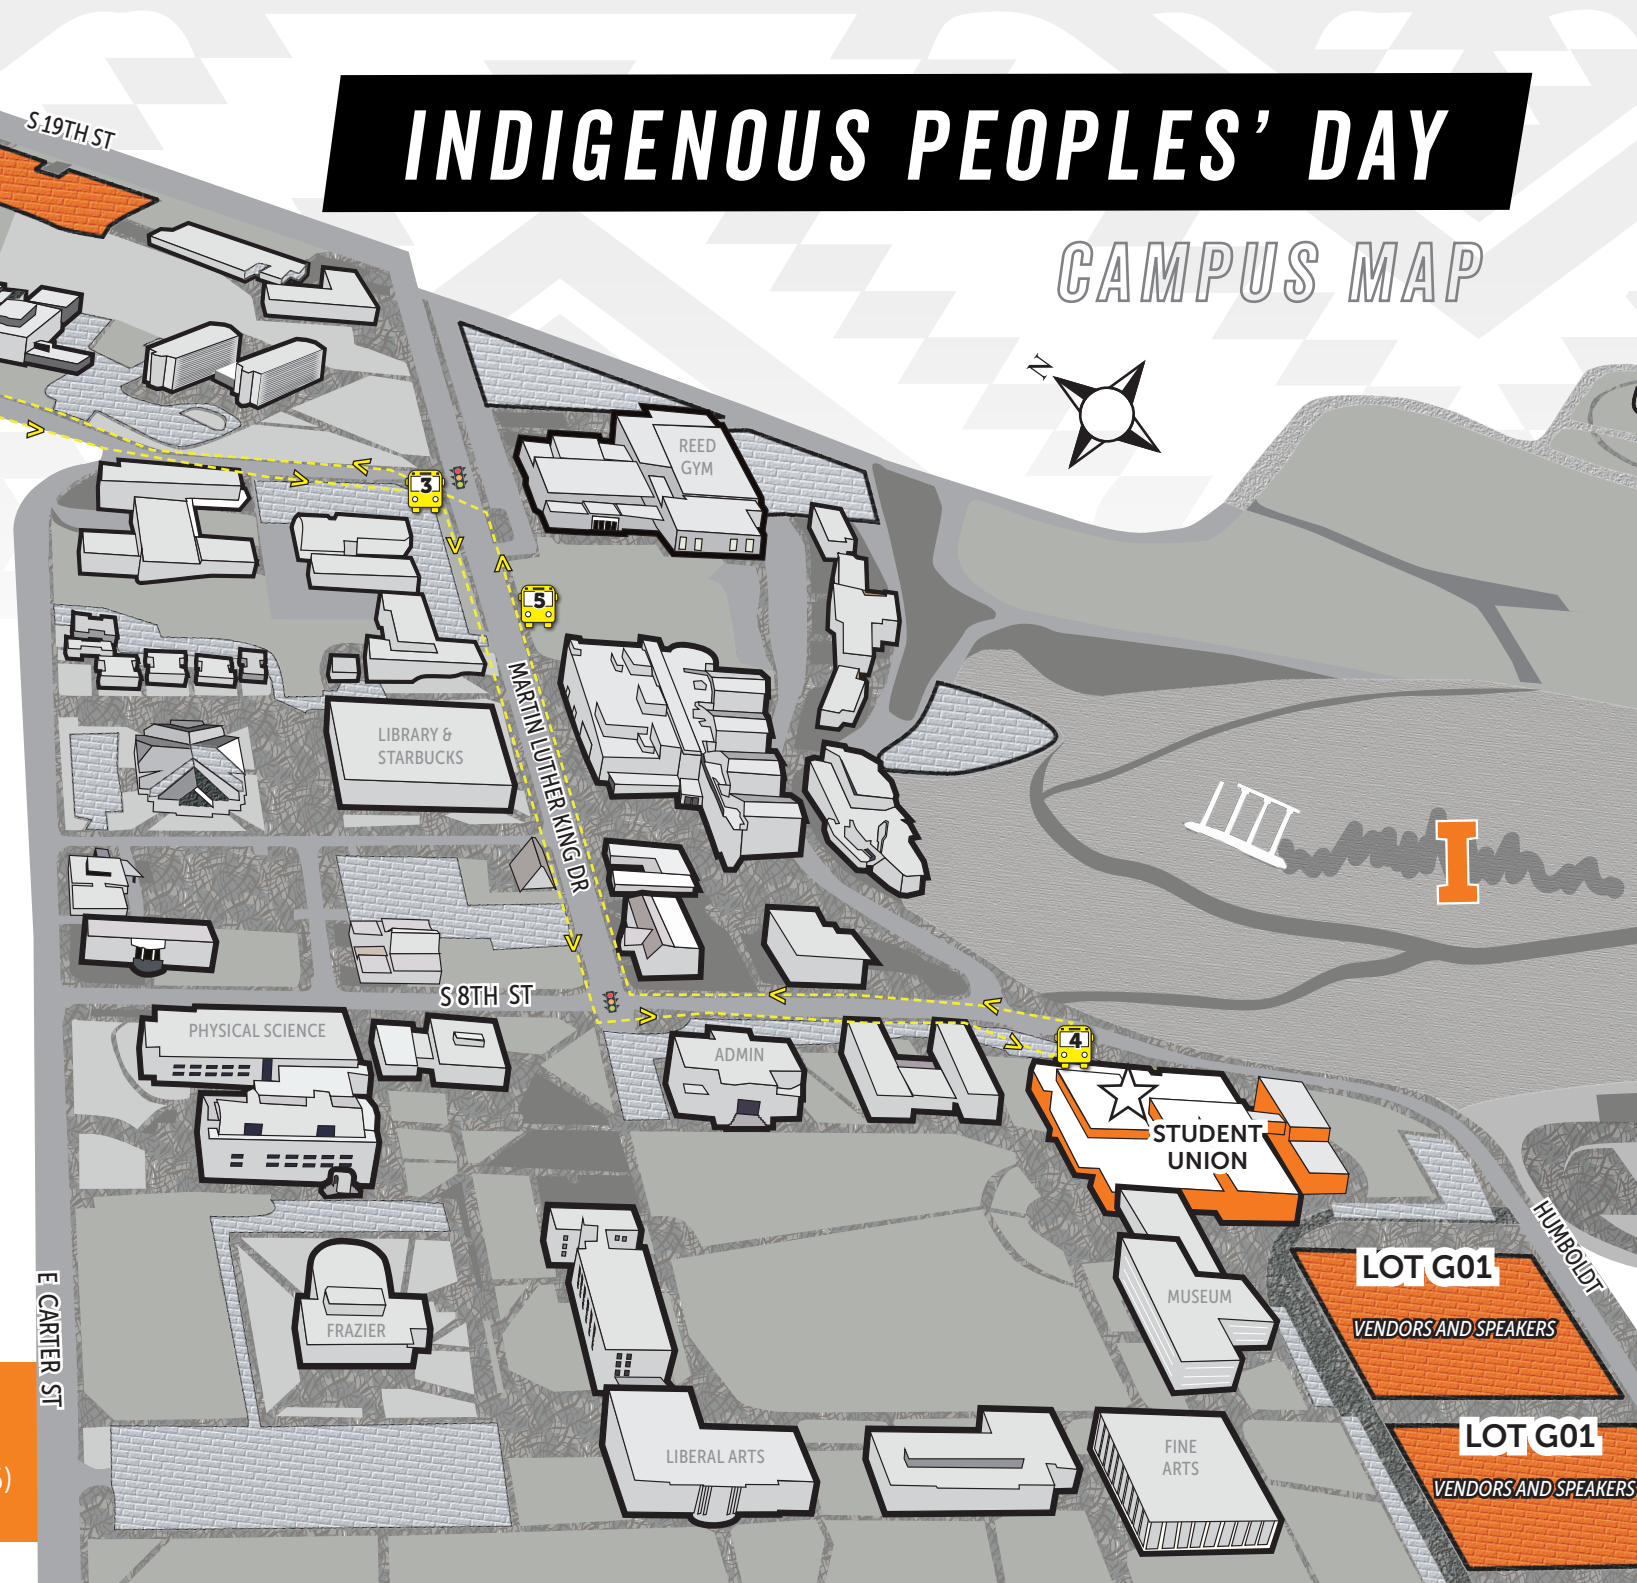 INDIGENOUS PEOPLES’ DAY
CAMPUS MAP
S 19TH ST
N
REED
GYM
3
5
MARTIN LUTHER KING DR
LIBRARY &
STARBUCKS
I
S 8TH ST
PHYSICAL SCIENCE
ADMIN
4
STUDENT
UNION
HUMBOLDT
LOT G01
VENDORS AND SPEAKERS
MUSEUM
FRAZIER
E CARTER ST
LIBERAL ARTS
FINE
ARTS
LOT G01
VENDORS AND SPEAKERS